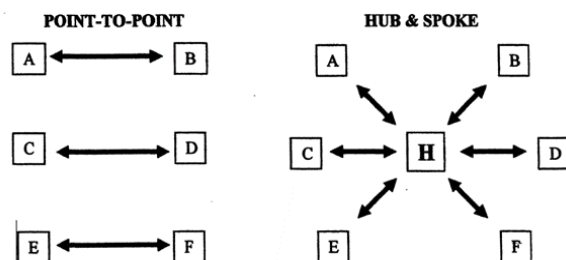 POINT-TO-POINT
A B
C D
E F
HUB & SPOKE
A B
C H D
E F